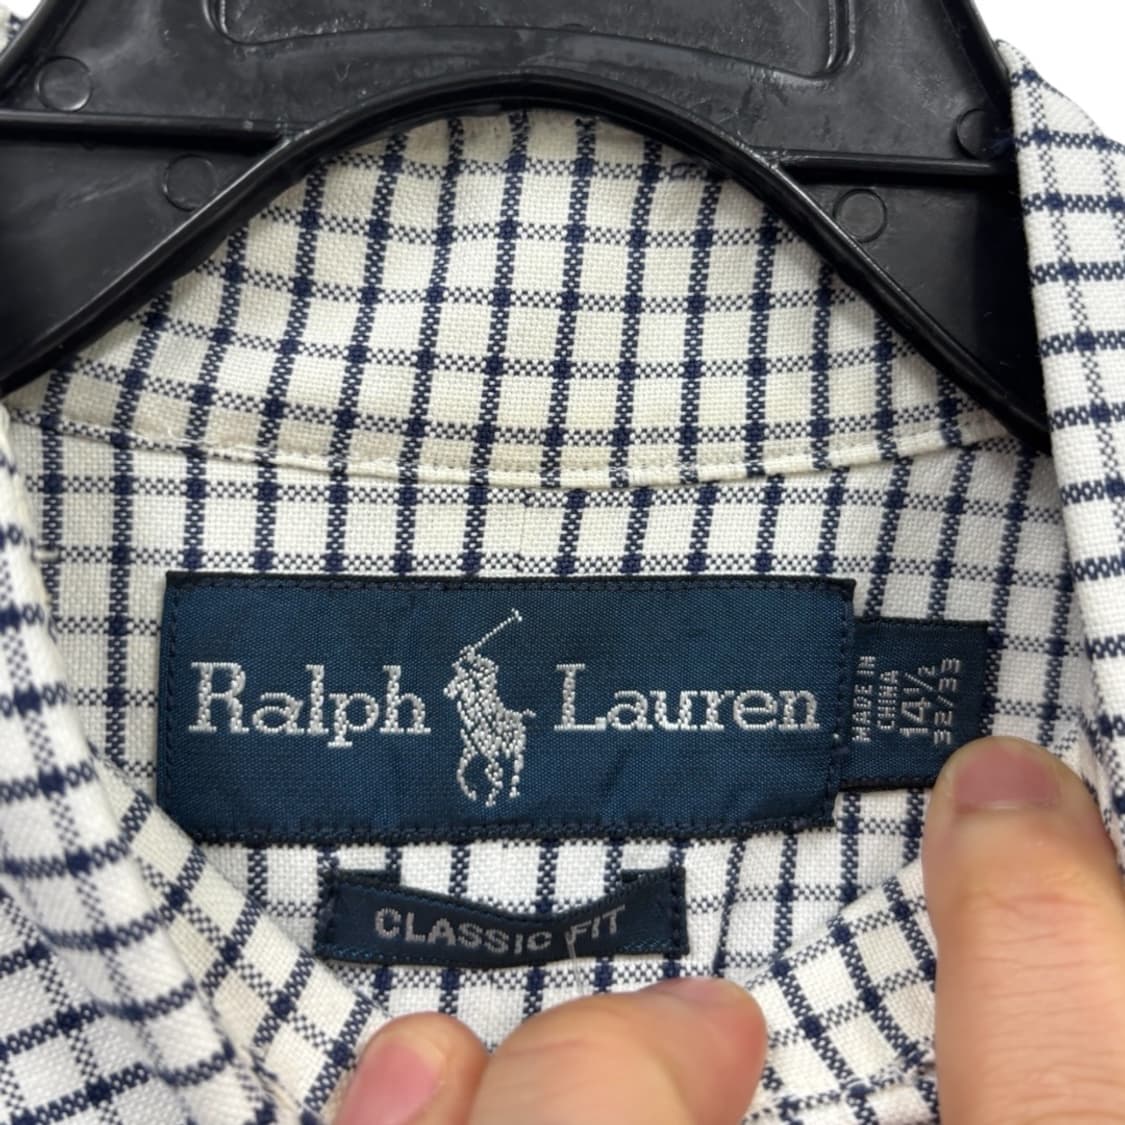 Ralph Lauren
MADE IN
CHINA
14½
32/33
CLASSIC FIT